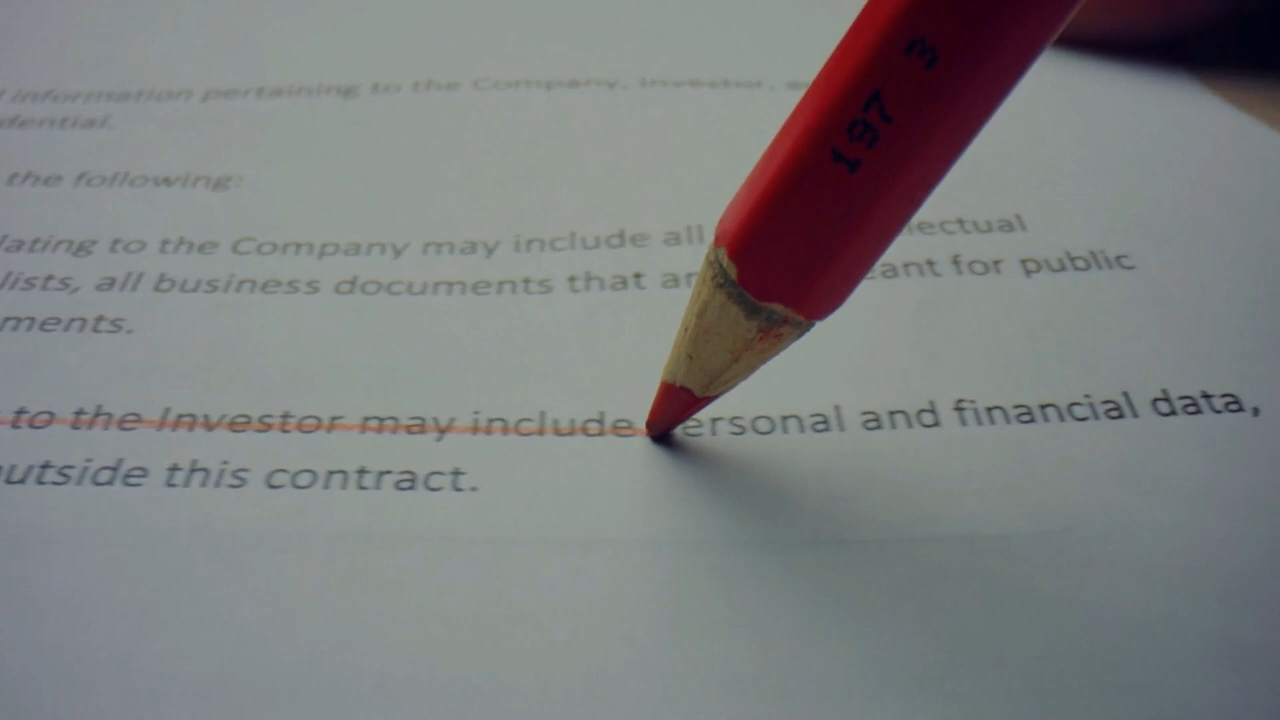 information pertaining to the Company, Investor,
dential.
the following:
lating to the Company may include all lectual
lists, all business documents that ar ant for public
ments.
to the Investor may include ersonal and financial data,
outside this contract.
197 3